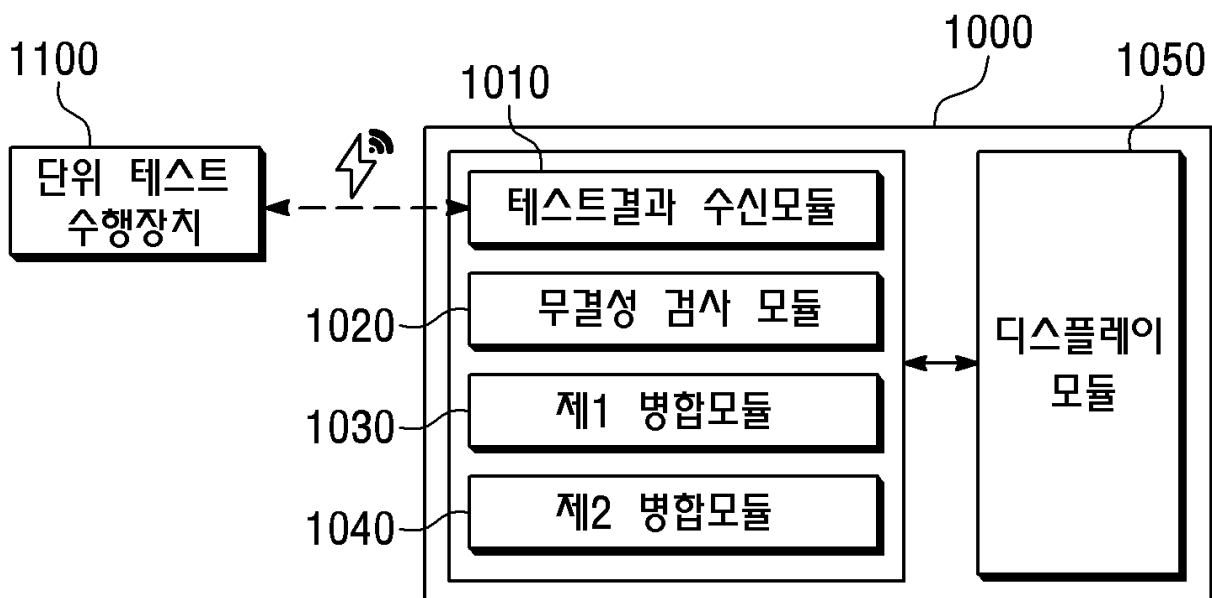 1000
1100
1010
1050
단위 테스트
수행장치
테스트결과 수신모듈
1020
무결성 검사 모듈
디스플레이
모듈
1030
제1 병합모듈
1040
제2 병합모듈